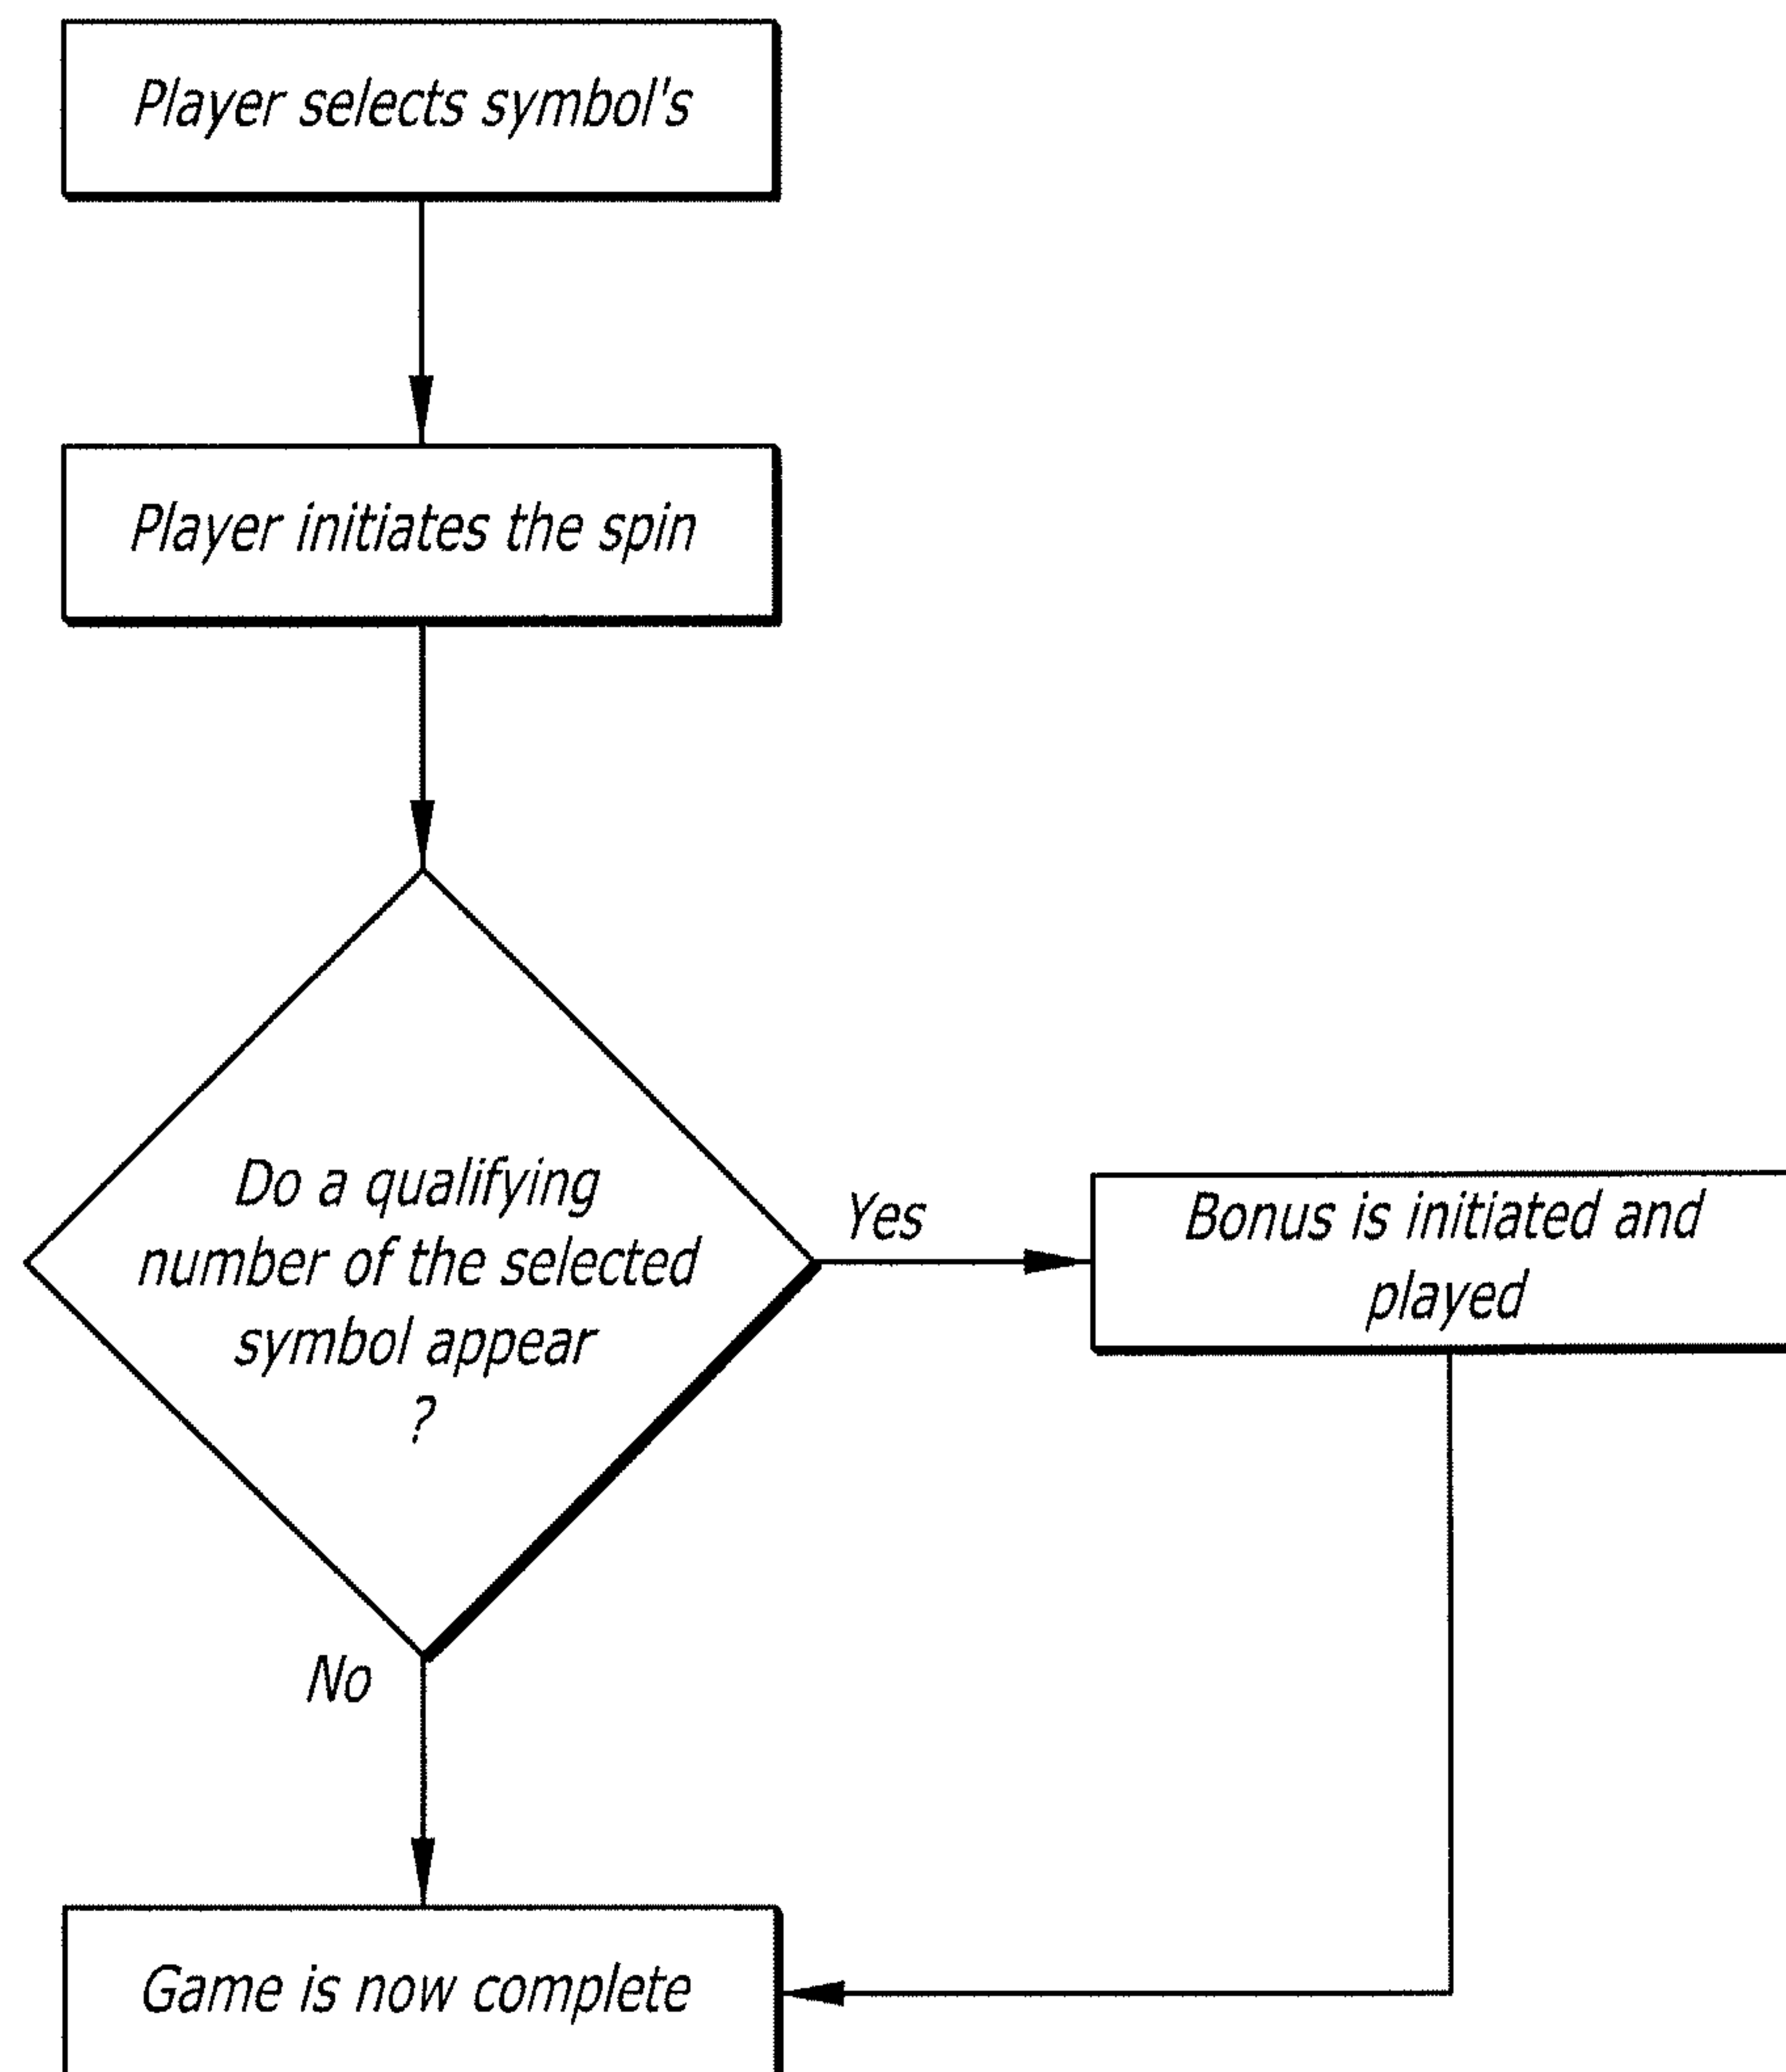 Player selects symbol's
Player initiates the spin
Do a qualifying
number of the selected
symbol appear
?
Yes
Bonus is initiated and
played
No
Game is now complete